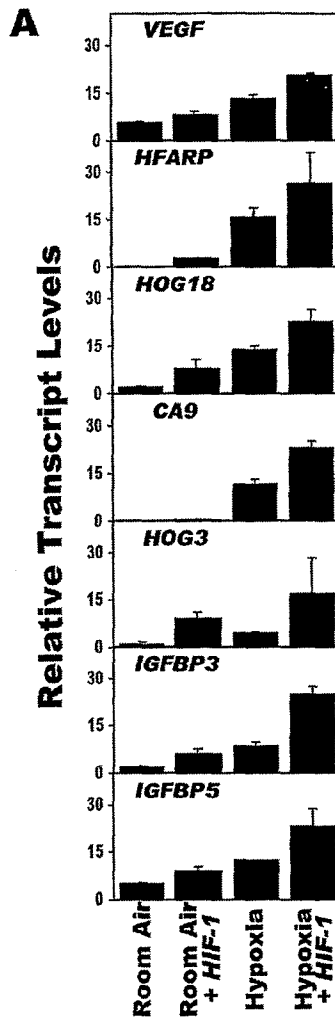 A
Relative Transcript Levels
VEGF
30
15
0
HFARP
30
15
0
HOG18
30
15
0
CA9
30
15
0
HOG3
30
15
0
IGFBP3
30
15
0
IGFBP5
30
15
0
Room Air
Room Air
+ HIF-1
Hypoxia
Hypoxia
+ HIF-1